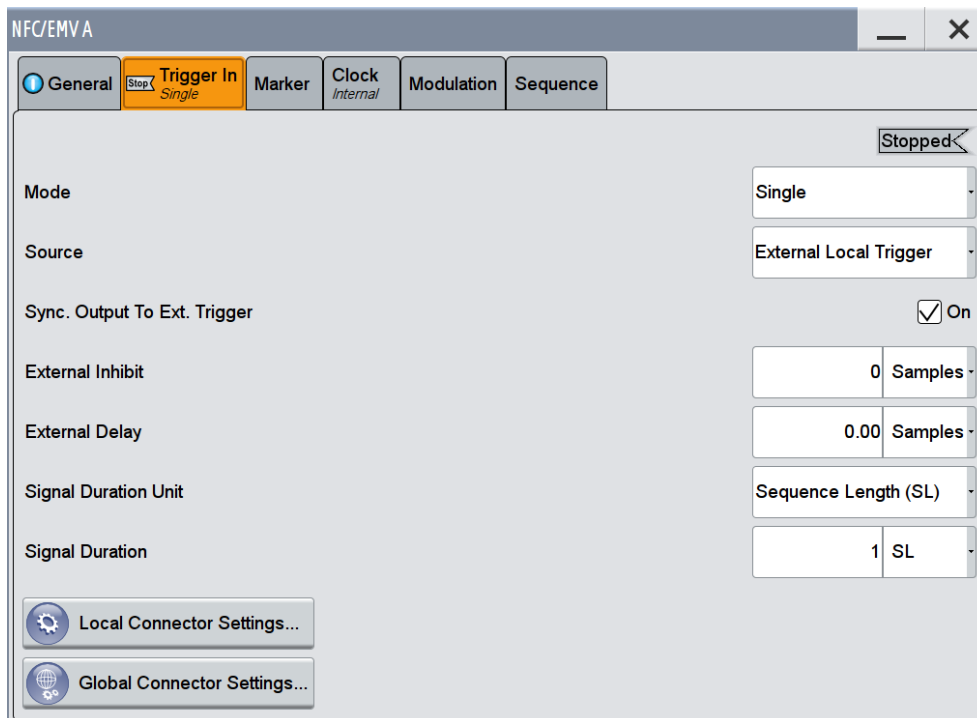 NFC/EMV A
General
Stop Trigger In
Single
Marker
Clock
Internal
Modulation
Sequence
Stopped
Mode Single
Source External Local Trigger
Sync. Output To Ext. Trigger On
External Inhibit 0 Samples
External Delay 0.00 Samples
Signal Duration Unit Sequence Length (SL)
Signal Duration 1 SL
Local Connector Settings...
Global Connector Settings...